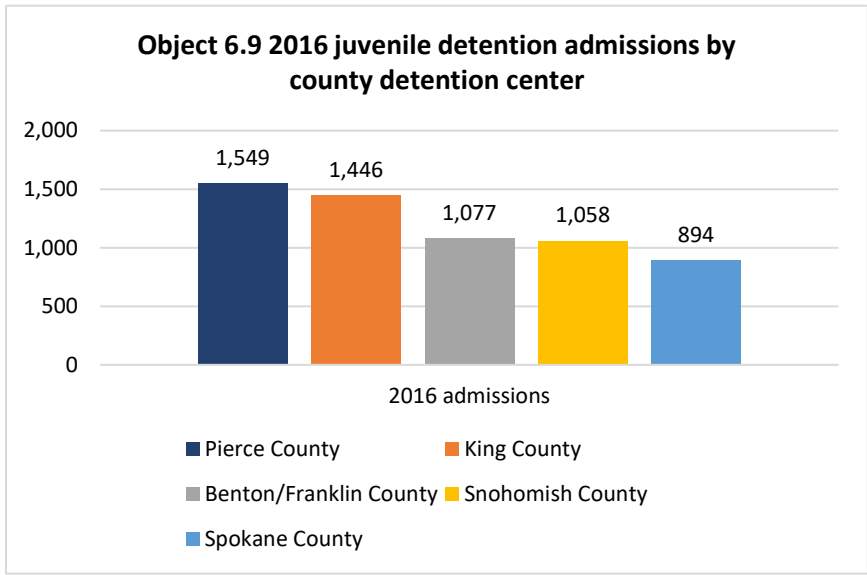 Object 6.9 2016 juvenile detention admissions by
county detention center
2,000
1,500
1,000
500
0
1,549
1,446
1,077
1,058
894
2016 admissions
Pierce County
King County
Benton/Franklin County
Snohomish County
Spokane County